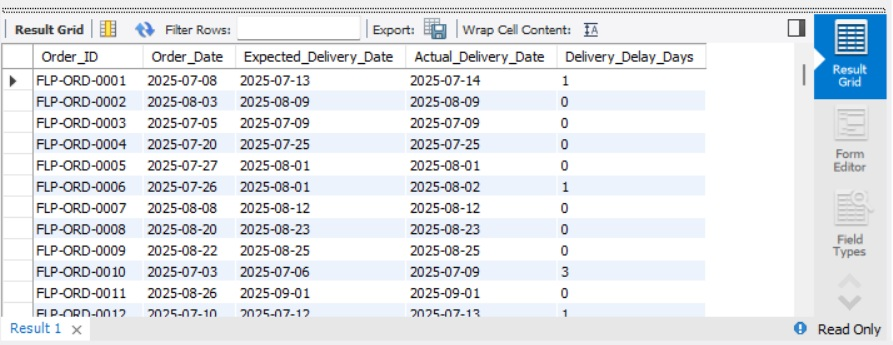 Result Grid Filter Rows: Export: Wrap Cell Content: IA
Order_ID Order_Date Expected_Delivery_Date Actual_Delivery_Date Delivery_Delay_Days
FLP-ORD-0001 2025-07-08 2025-07-13 2025-07-14 1
FLP-ORD-0002 2025-08-03 2025-08-09 2025-08-09 0
FLP-ORD-0003 2025-07-05 2025-07-09 2025-07-09 0
FLP-ORD-0004 2025-07-20 2025-07-25 2025-07-25 0
FLP-ORD-0005 2025-07-27 2025-08-01 2025-08-01 0
FLP-ORD-0006 2025-07-26 2025-08-01 2025-08-02 1
FLP-ORD-0007 2025-08-08 2025-08-12 2025-08-12 0
FLP-ORD-0008 2025-08-20 2025-08-23 2025-08-23 0
FLP-ORD-0009 2025-08-22 2025-08-25 2025-08-25 0
FLP-ORD-0010 2025-07-03 2025-07-06 2025-07-09 3
FLP-ORD-0011 2025-08-26 2025-09-01 2025-09-01 0
FLP-ORD-0012 2025-07-10 2025-07-12 2025-07-13 1
Result
Grid
Form
Editor
Field
Types
Result 1
Read Only